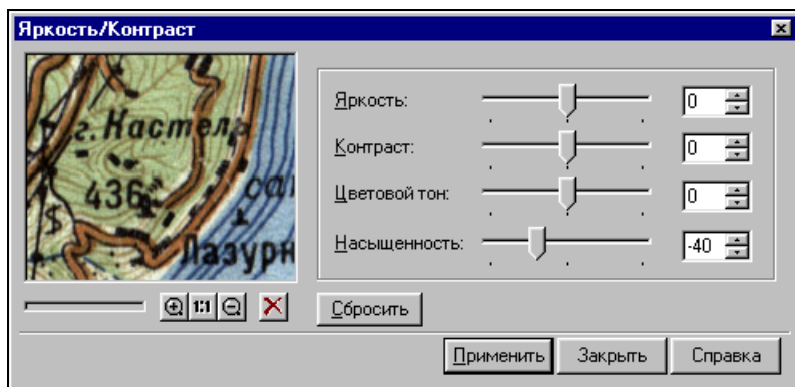 Яркость/Контраст
г. Кастель
436
Лазурн
Яркость: 0
Контраст: 0
Цветовой тон: 0
Насыщенность: -40
1:1
Сбросить
Применить Закрыть Справка